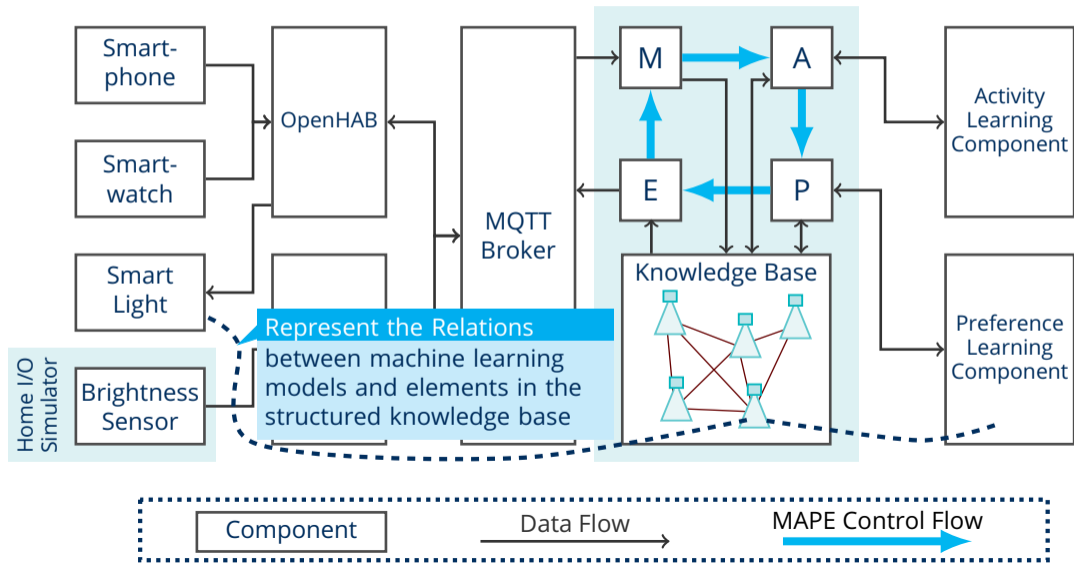 Smart-
phone
OpenHAB
M
A
Activity
Learning
Component
Smart-
watch
MQTT
Broker
E
P
Smart
Light
Knowledge Base
Represent the Relations
between machine learning
models and elements in the
structured knowledge base
Preference
Learning
Component
Home I/O
Simulator
Brightness
Sensor
Component
Data Flow
MAPE Control Flow